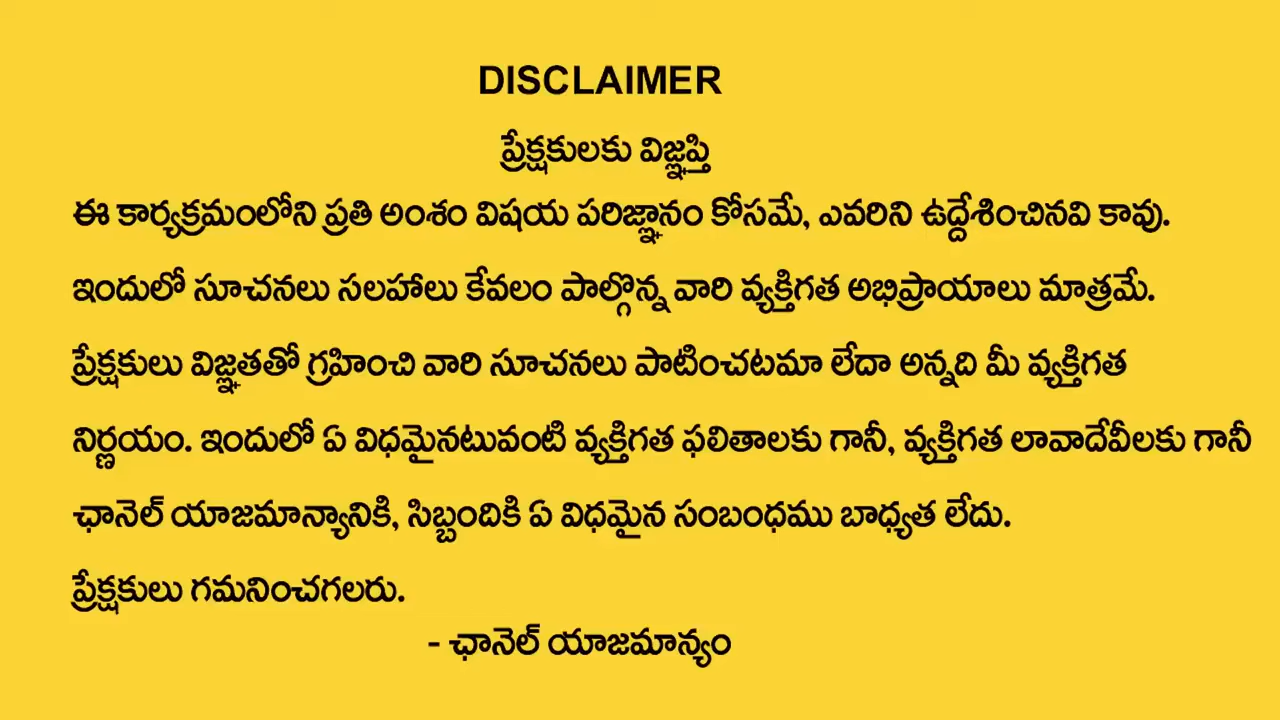 DISCLAIMER
ప్రేక్షకులకు విజ్ఞప్తి
ఈ కార్యక్రమంలోని ప్రతి అంశం విషయ పరిజ్ఞానం కోసమే, ఎవరిని ఉద్దేశించినవి కావు.
ఇందులో సూచనలు సలహాలు కేవలం పాల్గొన్న వారి వ్యక్తిగత అభిప్రాయాలు మాత్రమే.
ప్రేక్షకులు విజ్ఞతతో గ్రహించి వారి సూచనలు పాటించటమా లేదా అన్నది మీ వ్యక్తిగత
నిర్ణయం. ఇందులో ఏ విధమైనటువంటి వ్యక్తిగత ఫలితాలకు గానీ, వ్యక్తిగత లావాదేవీలకు గానీ
ఛానెల్ యాజమాన్యానికి, సిబ్బందికి ఏ విధమైన సంబంధము బాధ్యత లేదు.
ప్రేక్షకులు గమనించగలరు.
- ఛానెల్ యాజమాన్యం